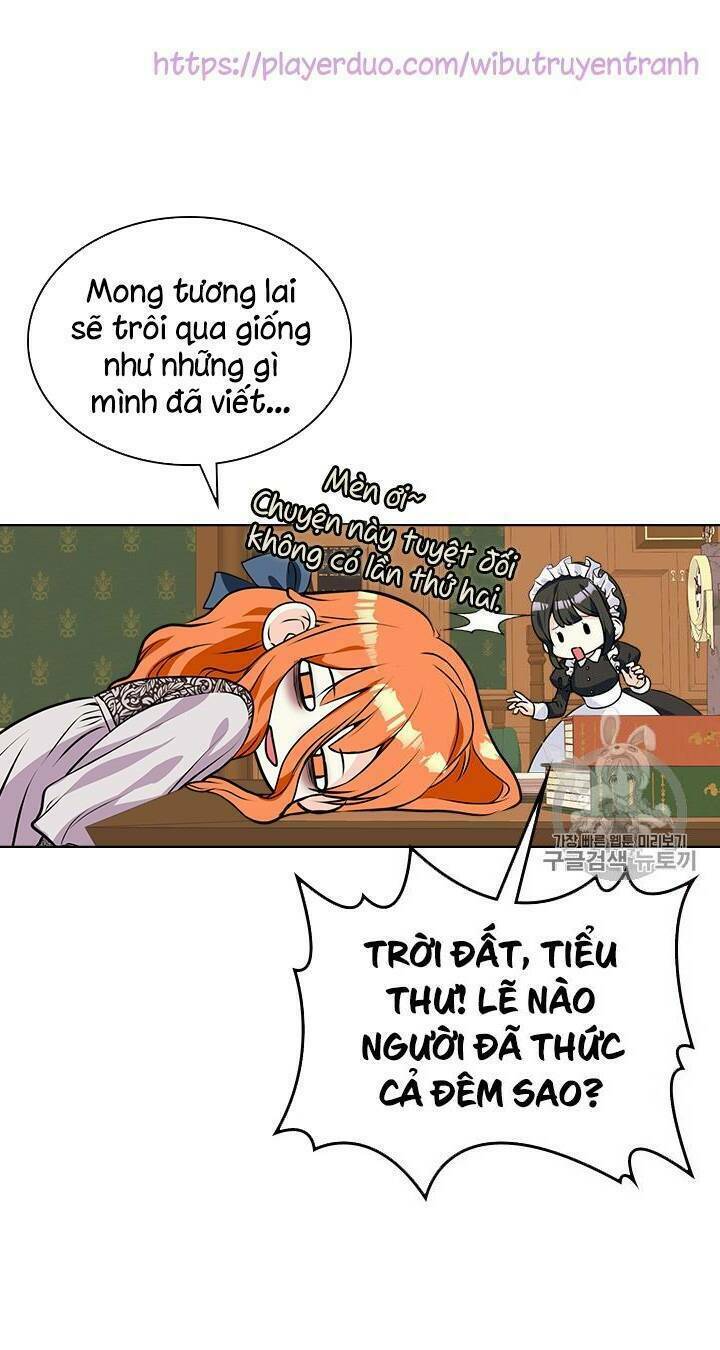 https://playerduo.com/wibutruyentranh
Mong tương lai
sẽ trôi qua giống
như những gì
mình đã viết...
Mèn ơi~
Chuyện này tuyệt đối
không có lần thứ hai.
가장 빠른 웹툰 미리보기
구글검색 뉴토끼
TRỜI ĐẤT, TIỂU
THƯ! LẼ NÀO
NGƯỜI ĐÃ THỨC
CẢ ĐÊM SAO?